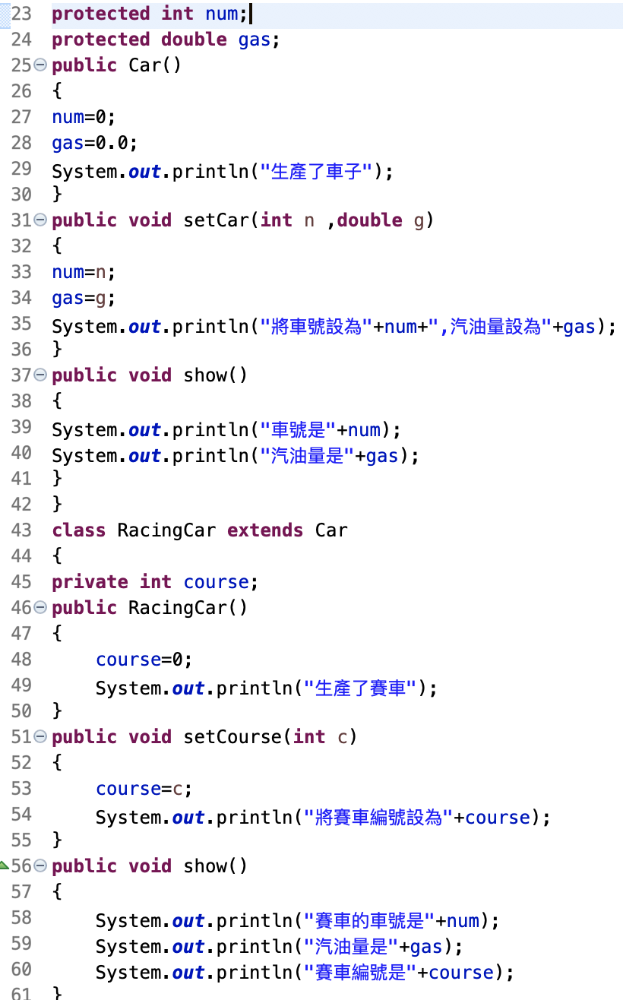 23 protected int num;
24 protected double gas;
25 public Car()
26 {
27 num=0;
28 gas=0.0;
29 System.out.println("生產了車子");
30 }
31 public void setCar(int n ,double g)
32 {
33 num=n;
34 gas=g;
35 System.out.println("將車號設為"+num+",汽油量設為"+gas);
36 }
37 public void show()
38 {
39 System.out.println("車號是"+num);
40 System.out.println("汽油量是"+gas);
41 }
42 }
43 class RacingCar extends Car
44 {
45 private int course;
46 public RacingCar()
47 {
48     course=0;
49     System.out.println("生產了賽車");
50 }
51 public void setCourse(int c)
52 {
53     course=c;
54     System.out.println("將賽車編號設為"+course);
55 }
56 public void show()
57 {
58     System.out.println("賽車的車號是"+num);
59     System.out.println("汽油量是"+gas);
60     System.out.println("賽車編號是"+course);
61 }